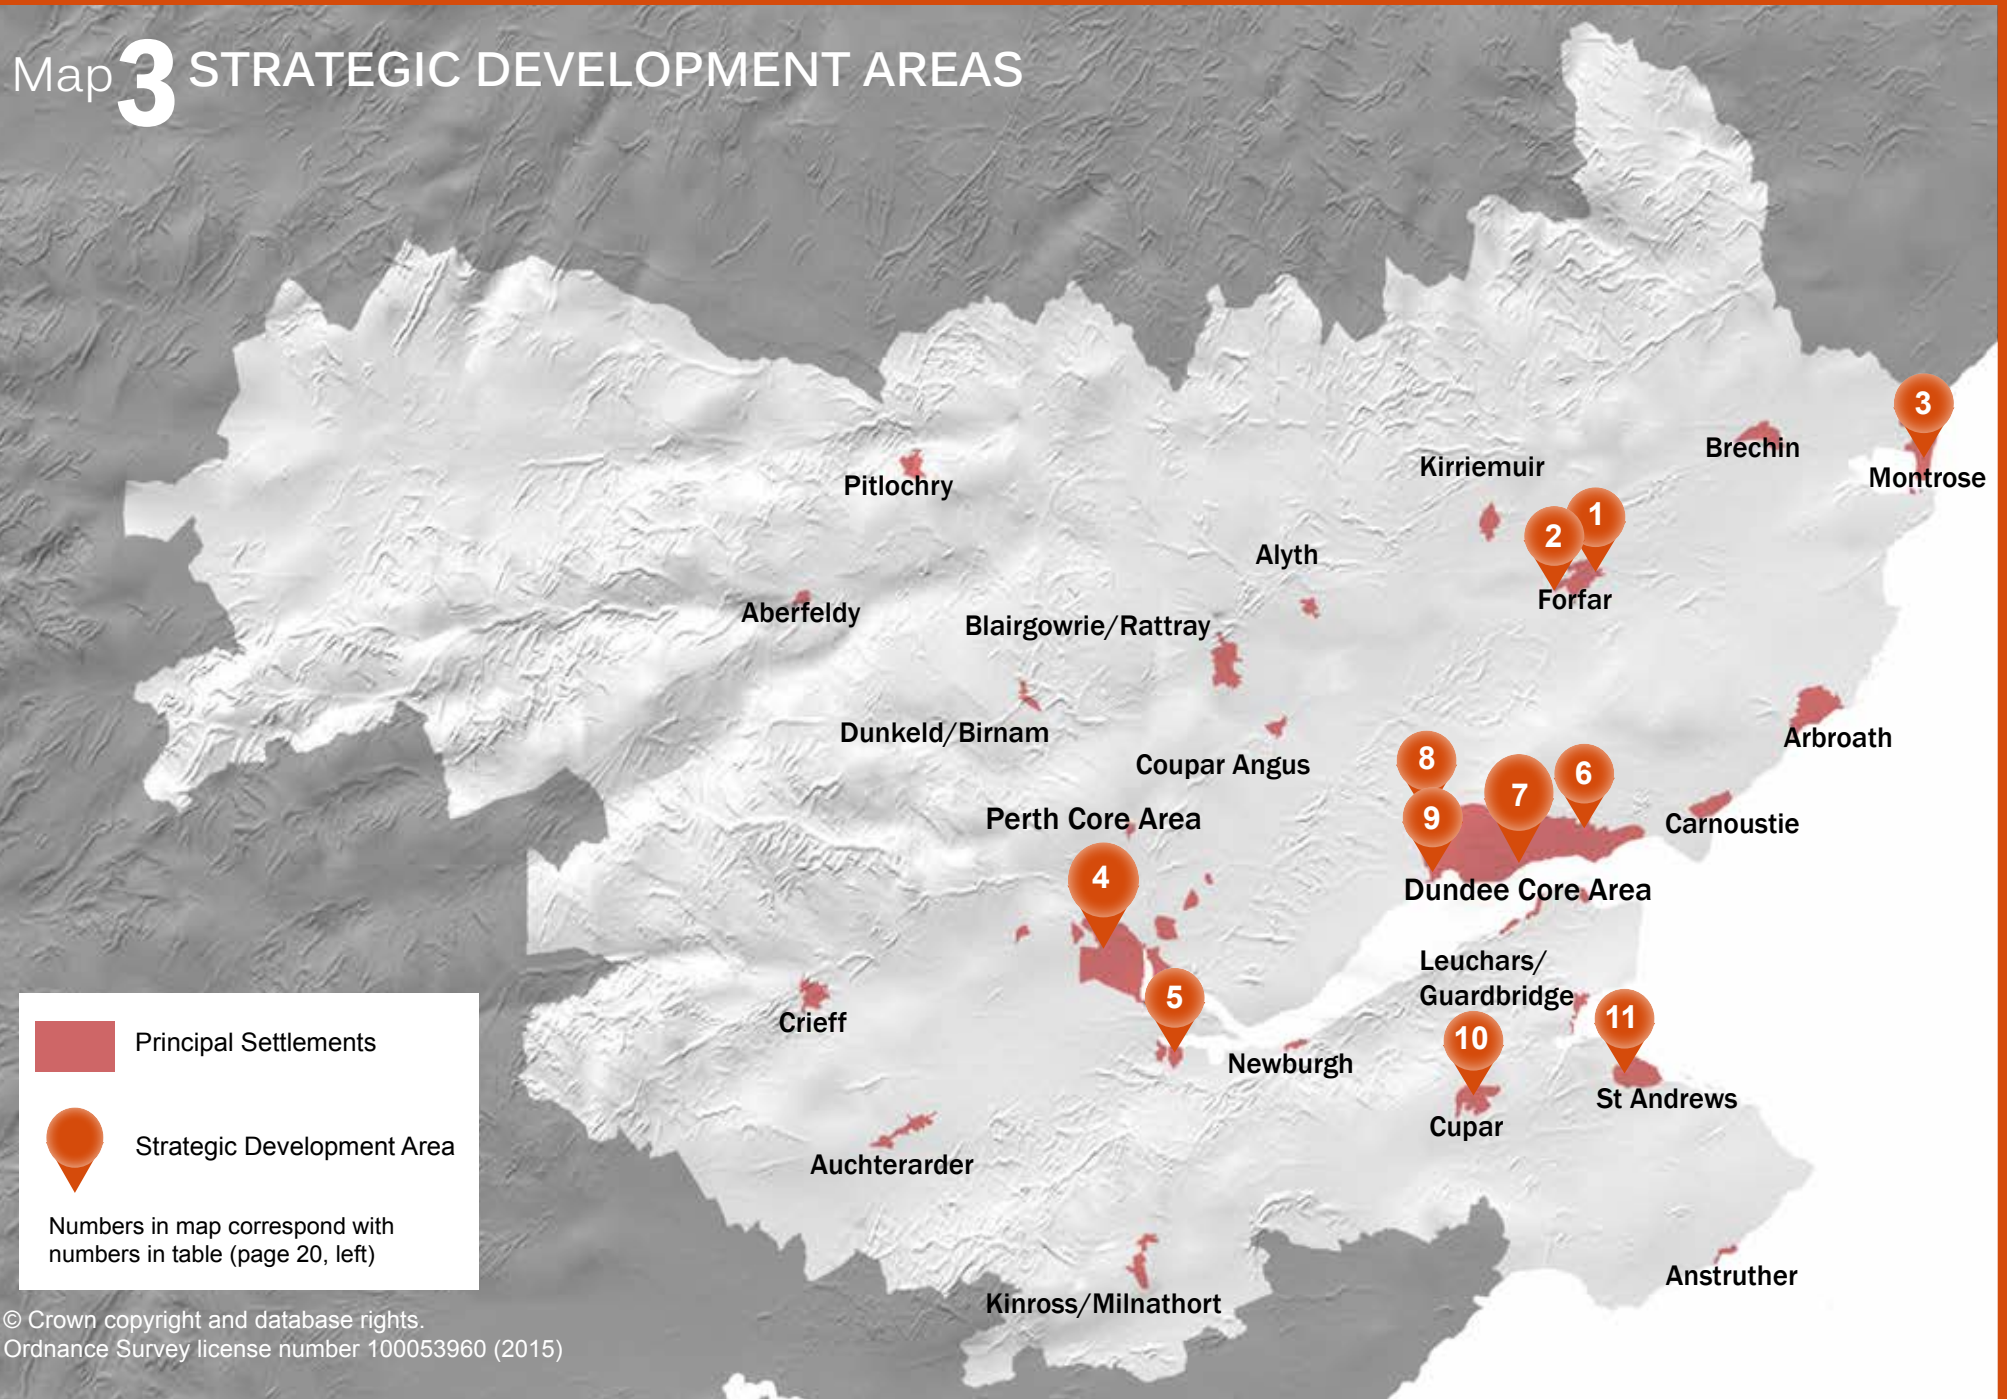 Map 3 STRATEGIC DEVELOPMENT AREAS
3
Brechin
Kirriemuir
Montrose
Pitlochry
1
2
Alyth
Forfar
Aberfeldy
Blairgowrie/Rattray
Dunkeld/Birnam
Arbroath
Coupar Angus
8
6
7
9
Perth Core Area
Carnoustie
4
Dundee Core Area
Leuchars/
Guardbridge
5
11
Crieff
10
Newburgh
St Andrews
Cupar
Auchterarder
Anstruther
Kinross/Milnathort
Principal Settlements
Strategic Development Area
Numbers in map correspond with
numbers in table (page 20, left)
© Crown copyright and database rights.
Ordnance Survey license number 100053960 (2015)